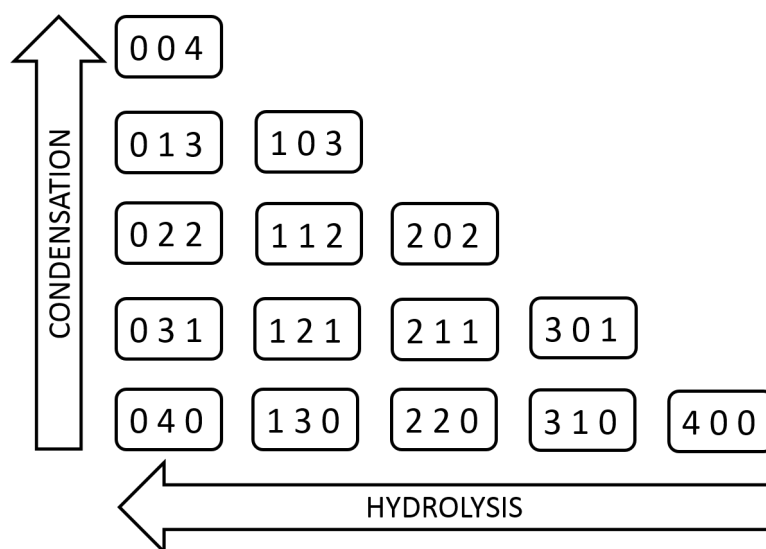 0 0 4
0 1 3
1 0 3
0 2 2
1 1 2
2 0 2
0 3 1
1 2 1
2 1 1
3 0 1
0 4 0
1 3 0
2 2 0
3 1 0
4 0 0
CONDENSATION
HYDROLYSIS